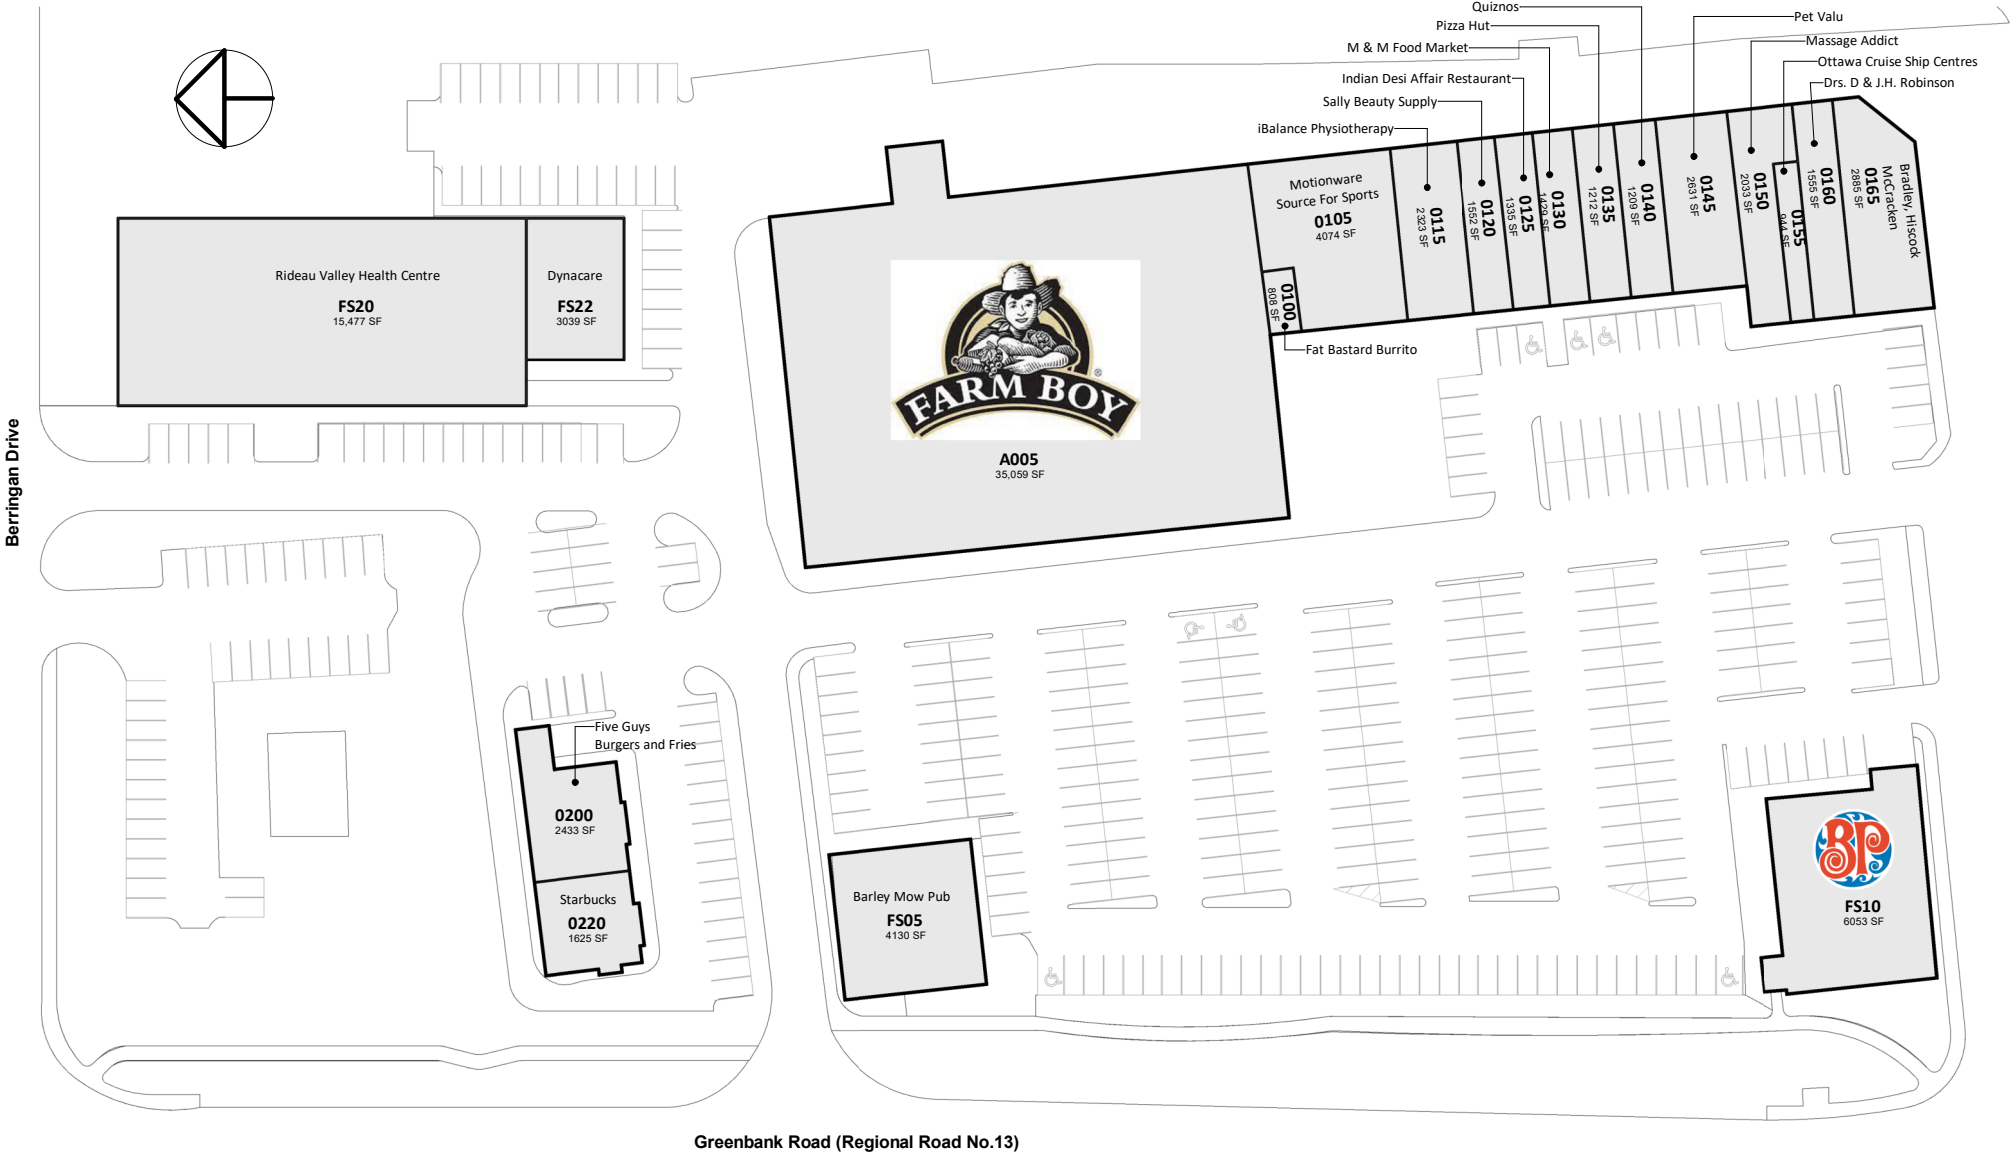 Quiznos
Pizza Hut
M & M Food Market
Indian Desi Affair Restaurant
Sally Beauty Supply
iBalance Physiotherapy
Pet Valu
Massage Addict
Ottawa Cruise Ship Centres
Drs. D & J.H. Robinson
Rideau Valley Health Centre
FS20
15,477 SF
Dynacare
FS22
3039 SF
FARM BOY
®
A005
35,059 SF
Motionware
Source For Sports
0105
4074 SF
0100
808 SF
Fat Bastard Burrito
0115
2323 SF
0120
1552 SF
0125
1335 SF
0130
1429 SF
0135
1212 SF
0140
1209 SF
0145
2631 SF
0150
2033 SF
0155
944 SF
0160
1555 SF
0165
2885 SF
Bradley, Hiscock
McCracken
Berringan Drive
Five Guys
Burgers and Fries
0200
2433 SF
Starbucks
0220
1625 SF
Barley Mow Pub
FS05
4130 SF
BP
FS10
6053 SF
Greenbank Road (Regional Road No.13)